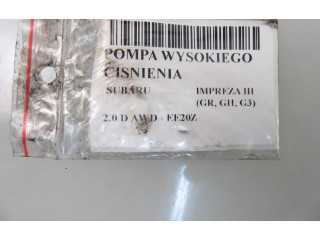 POMPA WYSOKIEGO
CIŚNIENIA
SUBARU IMPREZA III
(GR, GH, G3)
2.0 D AWD - EE20Z